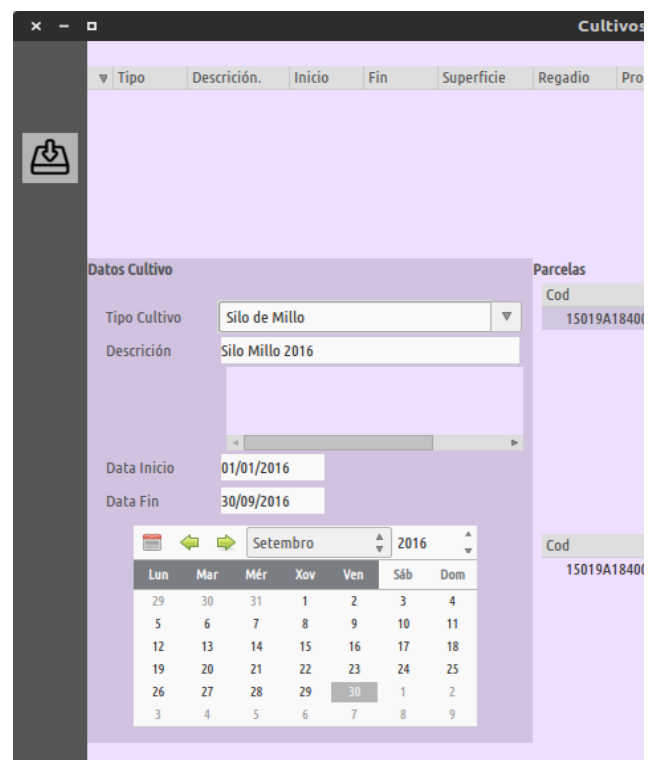 Cultivos
Tipo Descrición. Inicio Fin Superficie Regadio Pro
Datos Cultivo
Parcelas
Cod
15019A18400
Tipo Cultivo Silo de Millo
Descrición Silo Millo 2016
Data Inicio 01/01/2016
Data Fin 30/09/2016
Setembro 2016
Cod
15019A18400
Lun Mar Mér Xov Ven Sáb Dom
29 30 31 1 2 3 4
5 6 7 8 9 10 11
12 13 14 15 16 17 18
19 20 21 22 23 24 25
26 27 28 29 30 1 2
3 4 5 6 7 8 9